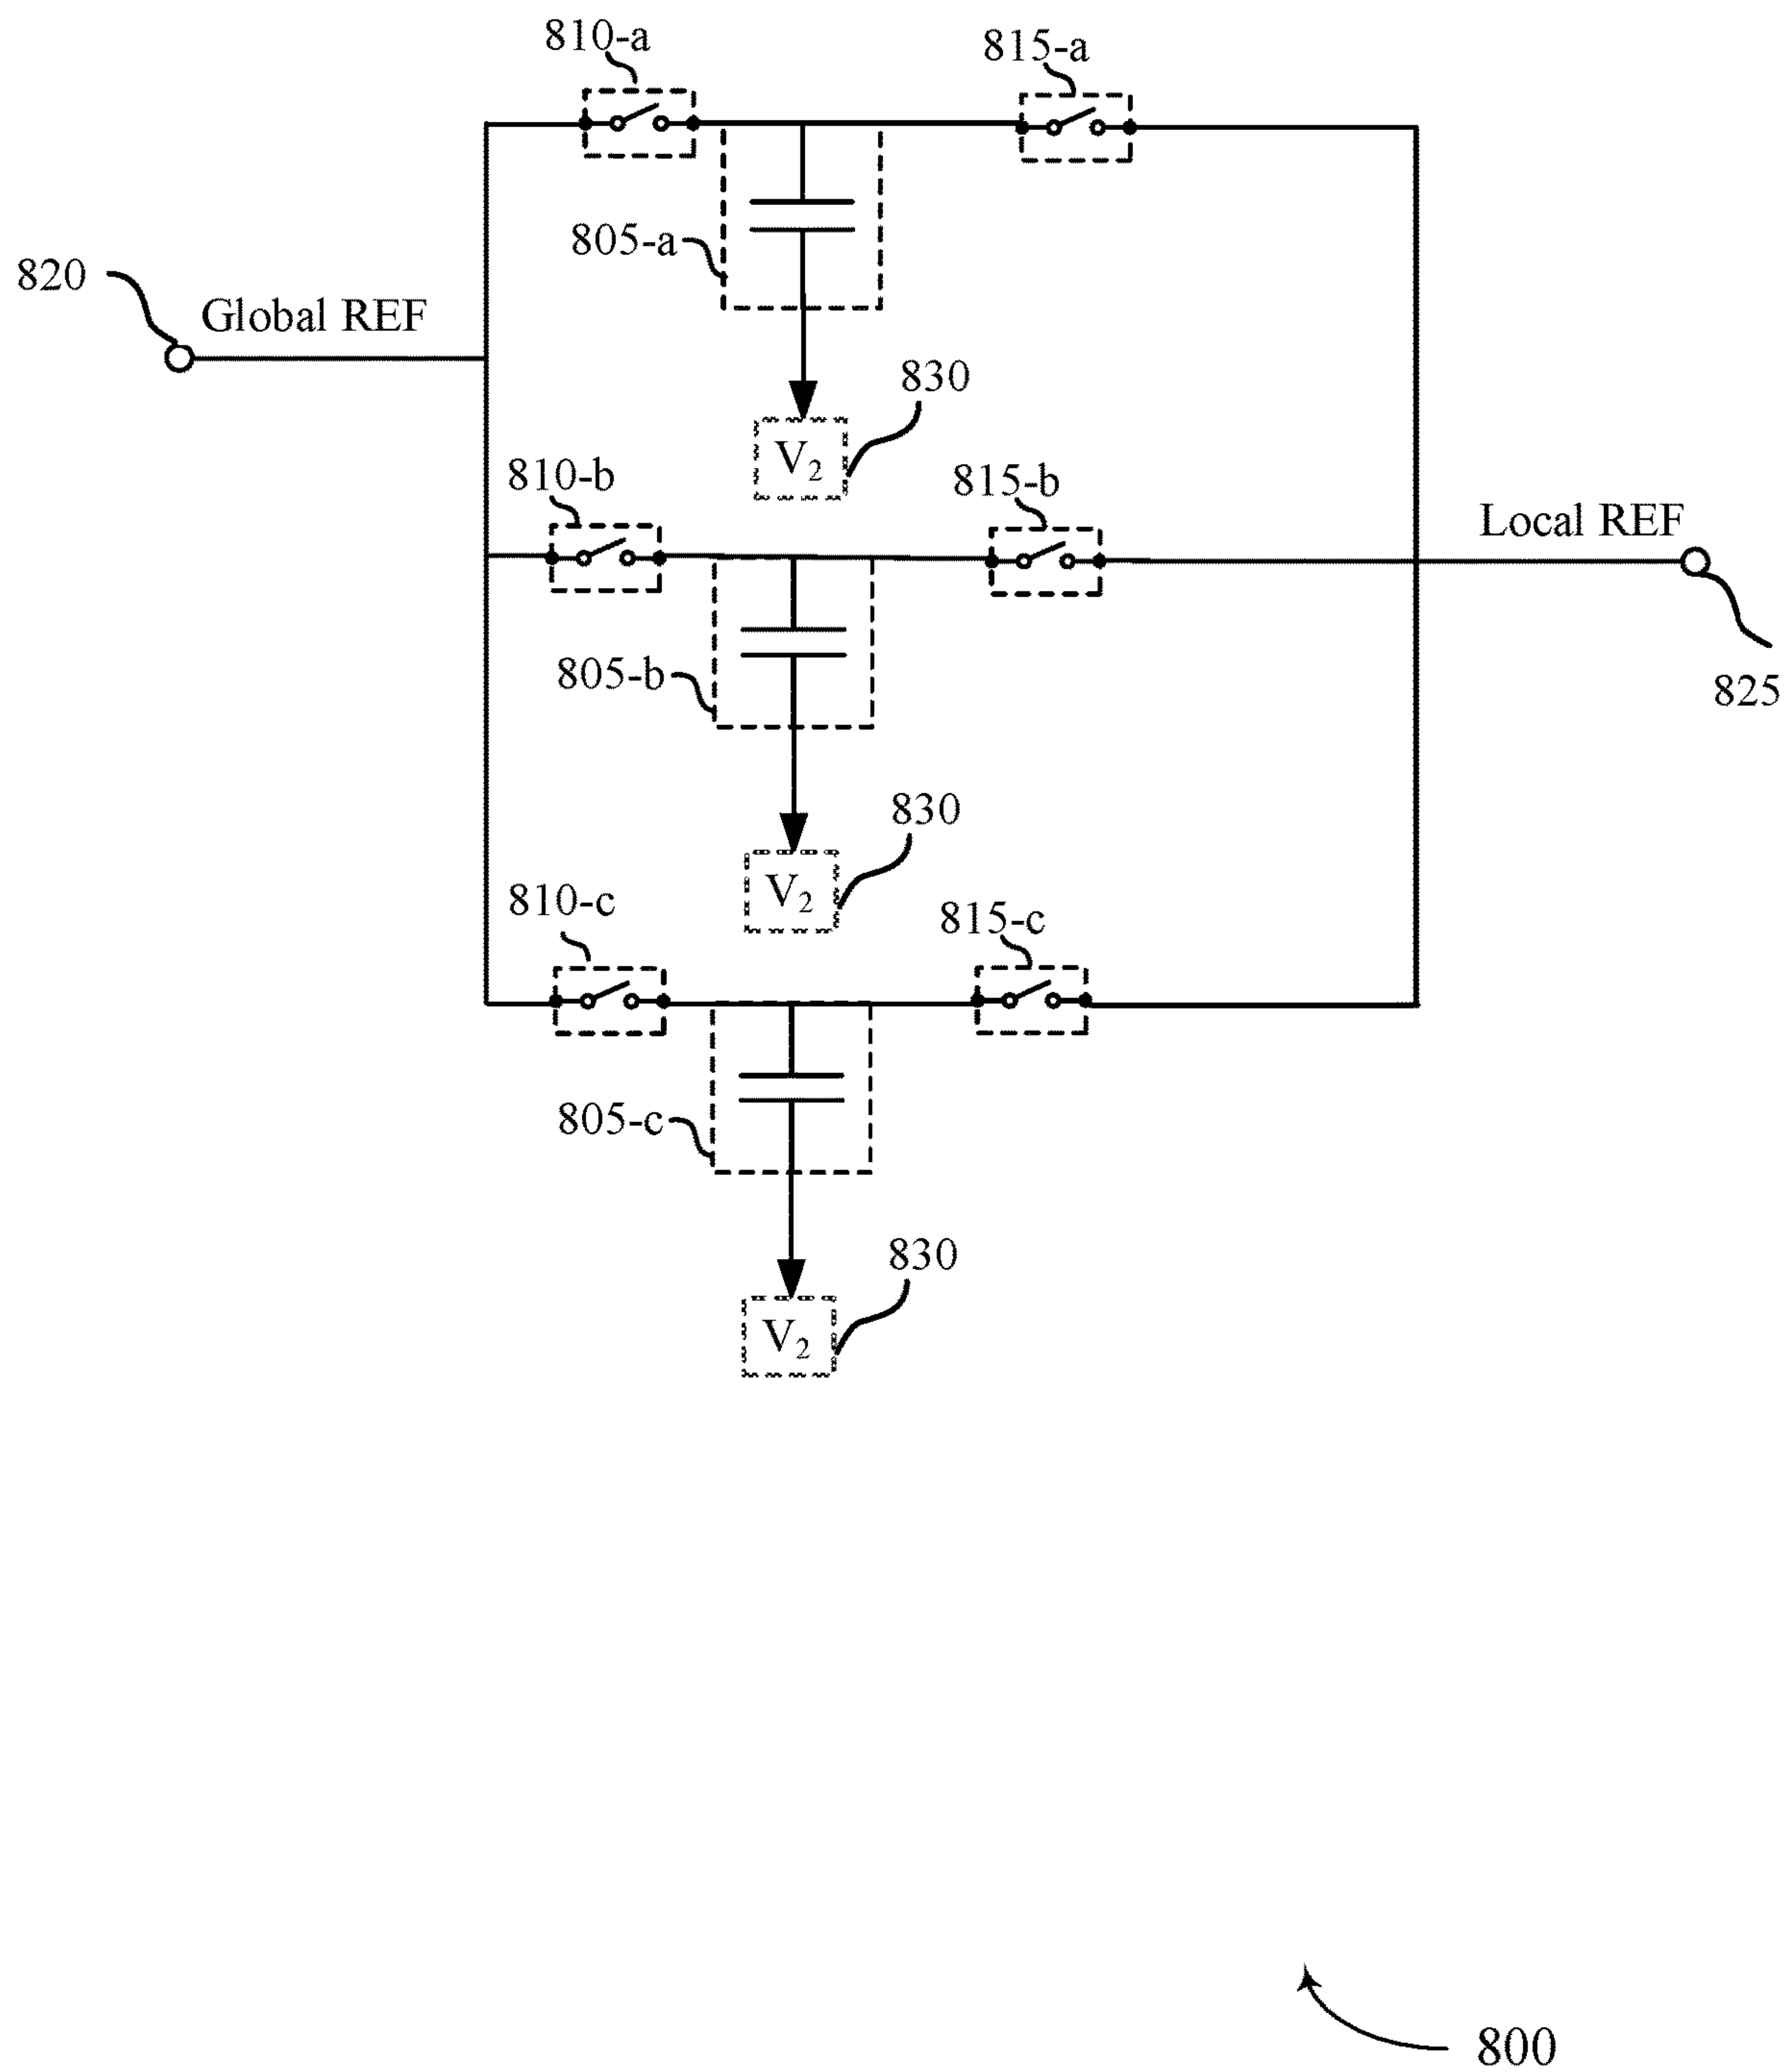 810-a
815-a
805-a
820
Global REF
830
V₂
810-b
815-b
Local REF
805-b
825
830
V₂
810-c
815-c
805-c
830
V₂
800